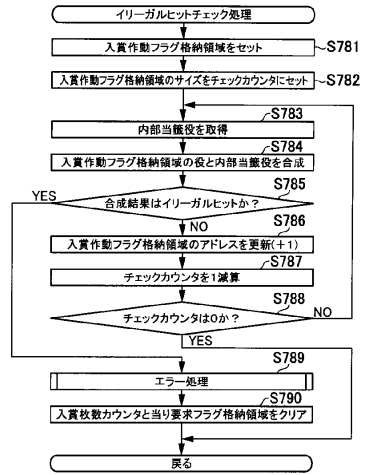 イリーガルヒットチェック処理
入賞作動フラグ格納領域をセット
S781
入賞作動フラグ格納領域のサイズをチェックカウンタにセット
S782
S783
内部当籤役を取得
S784
入賞作動フラグ格納領域の役と内部当籤役を合成
S785
YES
合成結果はイリーガルヒットか?
NO
S786
入賞作動フラグ格納領域のアドレスを更新(+1)
S787
チェックカウンタを1減算
S788
チェックカウンタは0か?
NO
YES
S789
エラー処理
S790
入賞枚数カウンタと当り要求フラグ格納領域をクリア
戻る